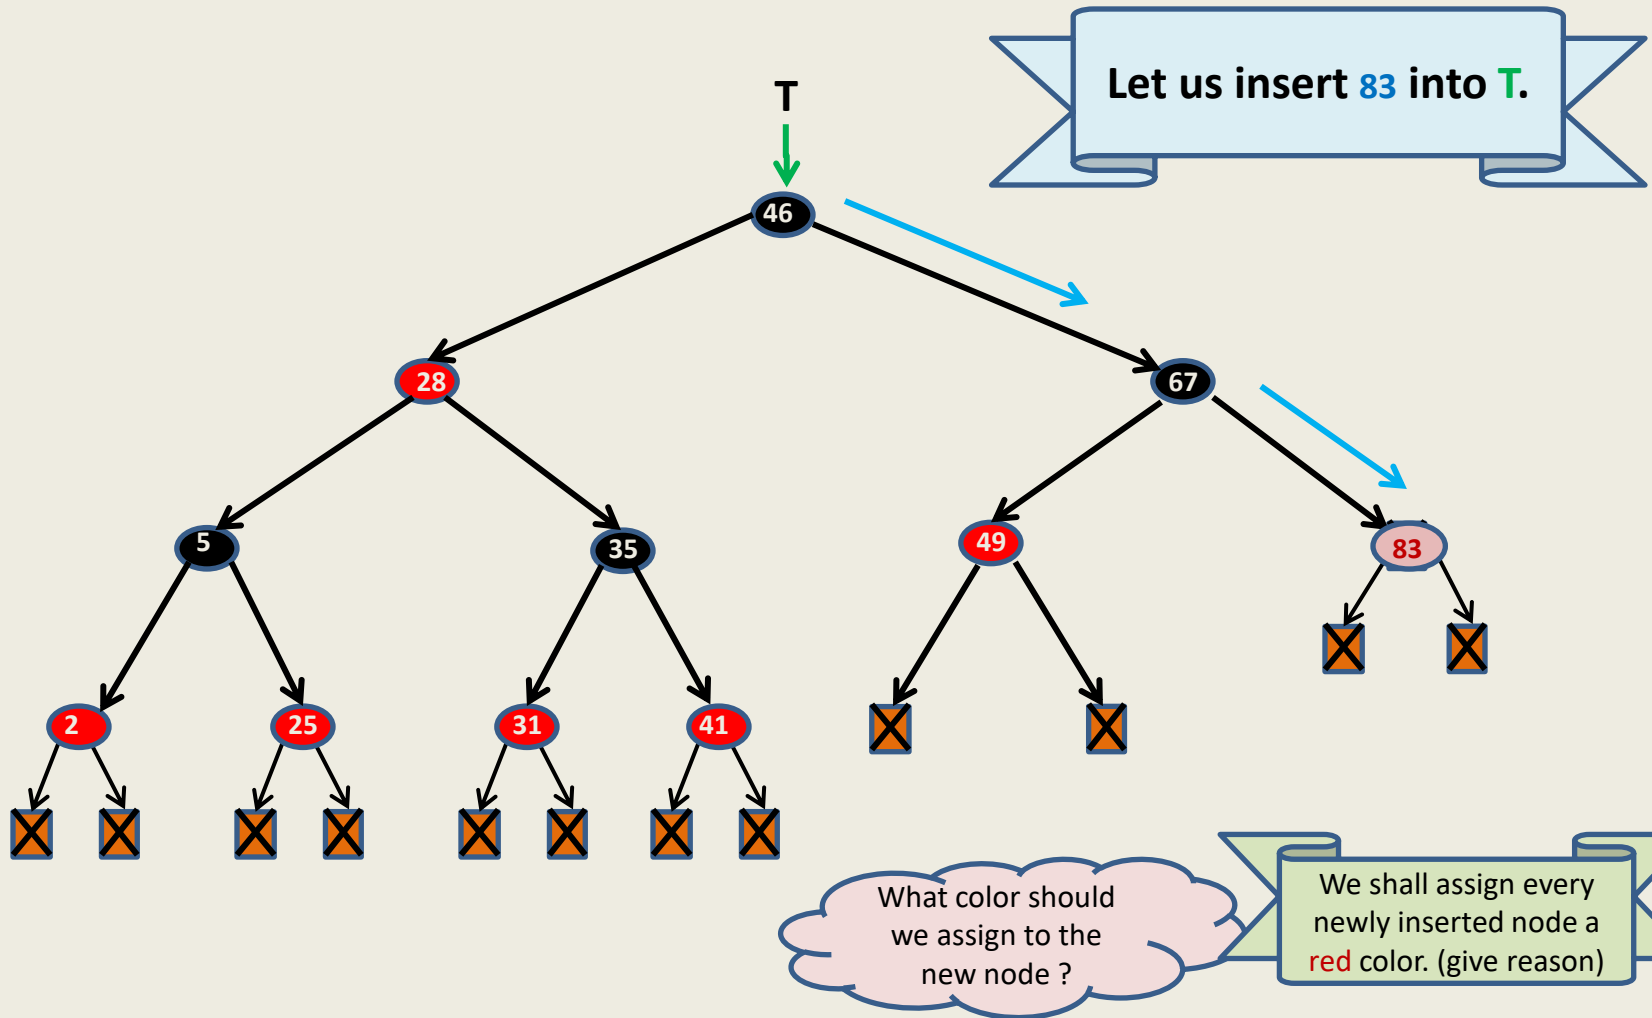 Let us insert 83 into T.
T
46
28
67
5
35
49
83
2
25
31
41
What color should
we assign to the
new node ?
We shall assign every
newly inserted node a
red color. (give reason)